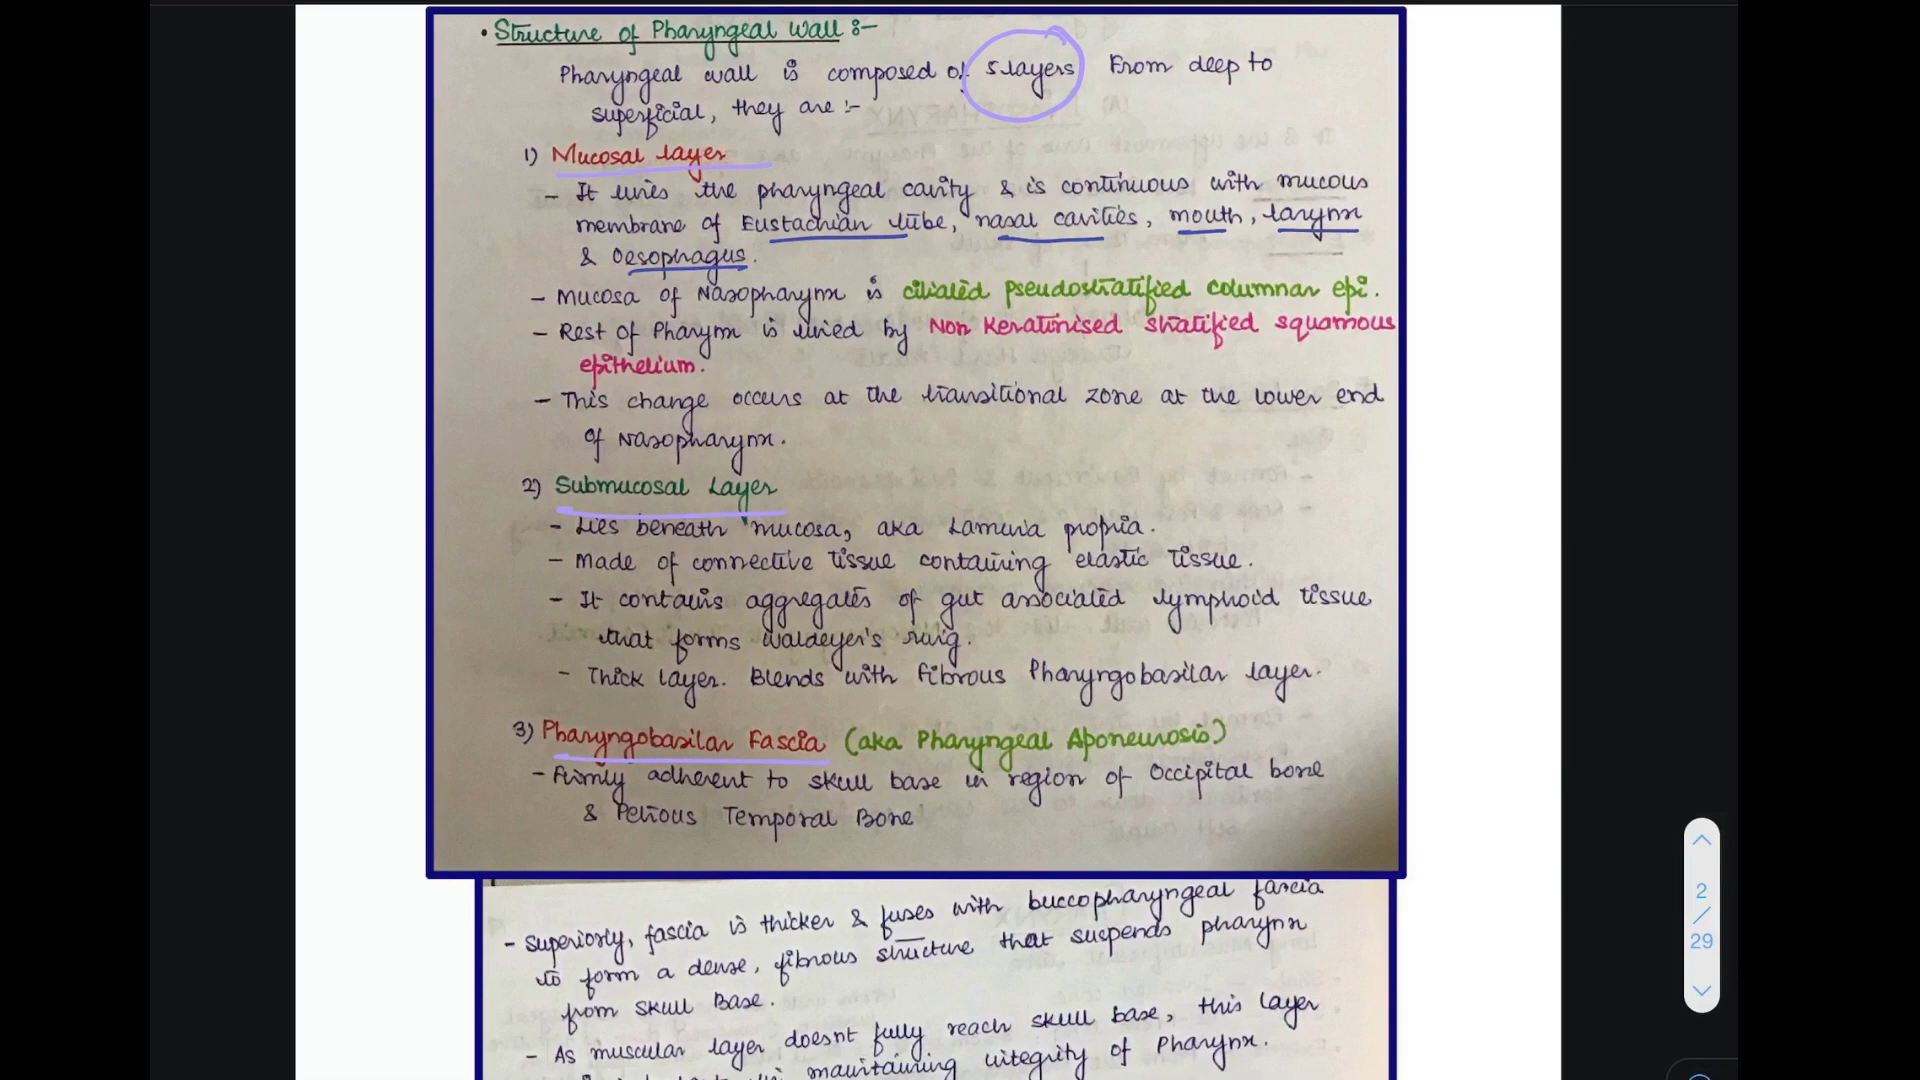 • Structure of Pharyngeal Wall :-
Pharyngeal wall is composed of 5 layers From deep to
superficial, they are :-
1) Mucosal layer
- It lines the pharyngeal cavity & is continuous with mucous
membrane of Eustachian tube, nasal cavities, mouth, larynx
& Oesophagus.
- Mucosa of Nasopharynx is ciliated pseudostratified columnar epi.
- Rest of Pharynx is lined by Non Keratinised stratified squamous
epithelium.
- This change occurs at the transitional zone at the lower end
of Nasopharynx.
2) Submucosal Layer
- Lies beneath mucosa, aka Lamina propria.
- Made of connective tissue containing elastic tissue.
- It contains aggregates of gut associated lymphoid tissue
that forms Waldeyer's ring.
- Thick layer. Blends with fibrous Pharyngobasilar layer.
3) Pharyngobasilar Fascia (aka Pharyngeal Aponeurosis)
- Firmly adherent to skull base in region of Occipital bone
& Petrous Temporal Bone
- Superiorly, fascia is thicker & fuses with buccopharyngeal fascia
to form a dense, fibrous structure that suspends pharynx
from skull Base.
- As muscular layer doesnt fully reach skull base, this layer
maintaining integrity of Pharynx.
2
/
29